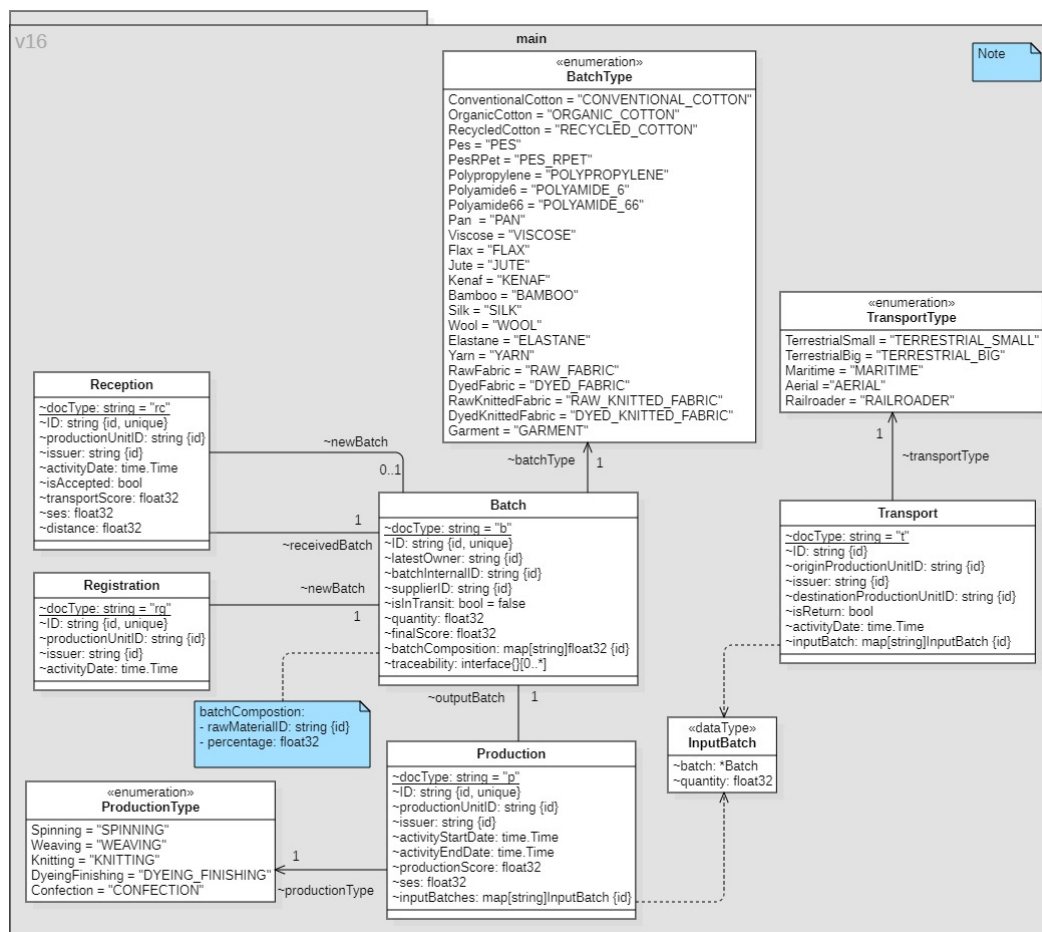 v16
main
Note
«enumeration»
BatchType
ConventionalCotton = "CONVENTIONAL_COTTON"
OrganicCotton = "ORGANIC_COTTON"
RecycledCotton = "RECYCLED_COTTON"
Pes = "PES"
PesRPet = "PES_RPET"
Polypropylene = "POLYPROPYLENE"
Polyamide6 = "POLYAMIDE_6"
Polyamide66 = "POLYAMIDE_66"
Pan = "PAN"
Viscose = "VISCOSE"
Flax = "FLAX"
Jute = "JUTE"
Kenaf = "KENAF"
Bamboo = "BAMBOO"
Silk = "SILK"
Wool = "WOOL"
Elastane = "ELASTANE"
Yarn = "YARN"
RawFabric = "RAW_FABRIC"
DyedFabric = "DYED_FABRIC"
RawKnittedFabric = "RAW_KNITTED_FABRIC"
DyedKnittedFabric = "DYED_KNITTED_FABRIC"
Garment = "GARMENT"
«enumeration»
TransportType
TerrestrialSmall = "TERRESTRIAL_SMALL"
TerrestrialBig = "TERRESTRIAL_BIG"
Maritime = "MARITIME"
Aerial ="AERIAL"
Railroader = "RAILROADER"
Reception
~docType: string = "rc"
~ID: string {id, unique}
~productionUnitID: string {id}
~issuer: string {id}
~activityDate: time.Time
~isAccepted: bool
~transportScore: float32
~ses: float32
~distance: float32
~newBatch
0..1
1
~receivedBatch
~batchType
1
1
~transportType
Batch
~docType: string = "b"
~ID: string {id, unique}
~latestOwner: string {id}
~batchInternalID: string {id}
~supplierID: string {id}
~isInTransit: bool = false
~quantity: float32
~finalScore: float32
~batchComposition: map[string]float32 {id}
~traceability: interface{}[0..*]
Transport
~docType: string = "t"
~ID: string {id}
~originProductionUnitID: string {id}
~issuer: string {id}
~destinationProductionUnitID: string {id}
~isReturn: bool
~activityDate: time.Time
~inputBatch: map[string]InputBatch {id}
Registration
~docType: string = "rg"
~ID: string {id, unique}
~productionUnitID: string {id}
~issuer: string {id}
~activityDate: time.Time
~newBatch
1
batchCompostion:
- rawMaterialID: string {id}
- percentage: float32
~outputBatch
1
«dataType»
InputBatch
~batch: *Batch
~quantity: float32
Production
~docType: string = "p"
~ID: string {id, unique}
~productionUnitID: string {id}
~issuer: string {id}
~activityStartDate: time.Time
~activityEndDate: time.Time
~productionScore: float32
~ses: float32
~inputBatches: map[string]InputBatch {id}
«enumeration»
ProductionType
Spinning = "SPINNING"
Weaving = "WEAVING"
Knitting = "KNITTING"
DyeingFinishing = "DYEING_FINISHING"
Confection = "CONFECTION"
1
~productionType